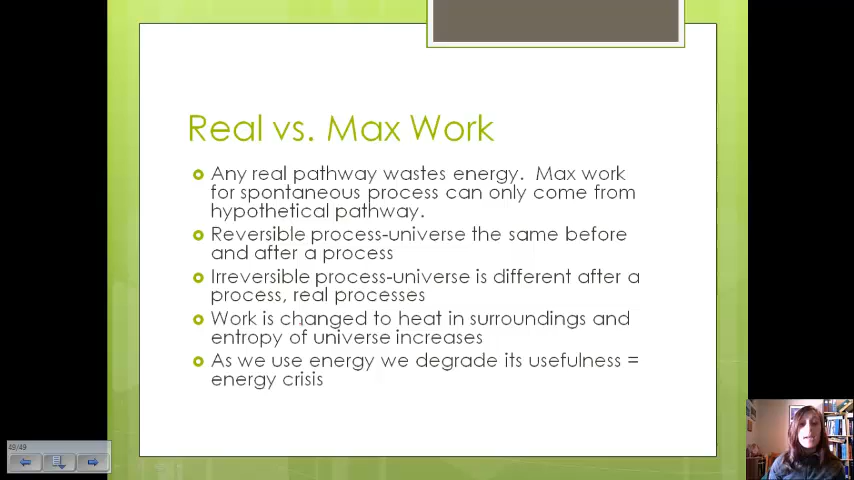 Real vs. Max Work
Any real pathway wastes energy. Max work
for spontaneous process can only come from
hypothetical pathway.
Reversible process-universe the same before
and after a process
Irreversible process-universe is different after a
process, real processes
Work is changed to heat in surroundings and
entropy of universe increases
As we use energy we degrade its usefulness =
energy crisis
48/49